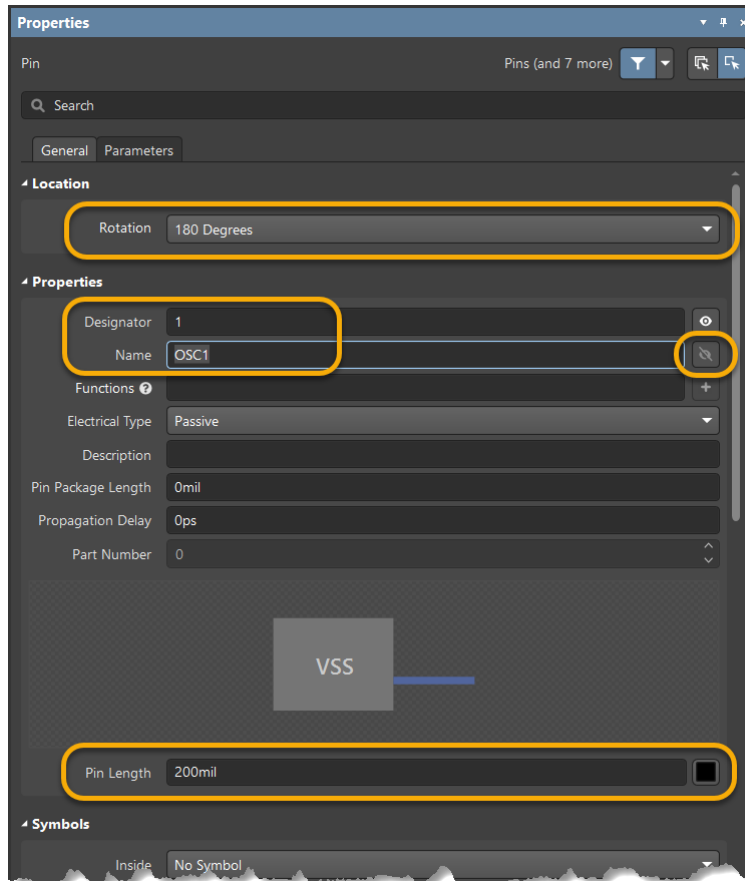 Properties
Pin Pins (and 7 more)
Search
General Parameters
Location
Rotation 180 Degrees
Properties
Designator 1
Name OSC1
Functions ?
Electrical Type Passive
Description
Pin Package Length 0mil
Propagation Delay 0ps
Part Number 0
VSS
Pin Length 200mil
Symbols
Inside No Symbol